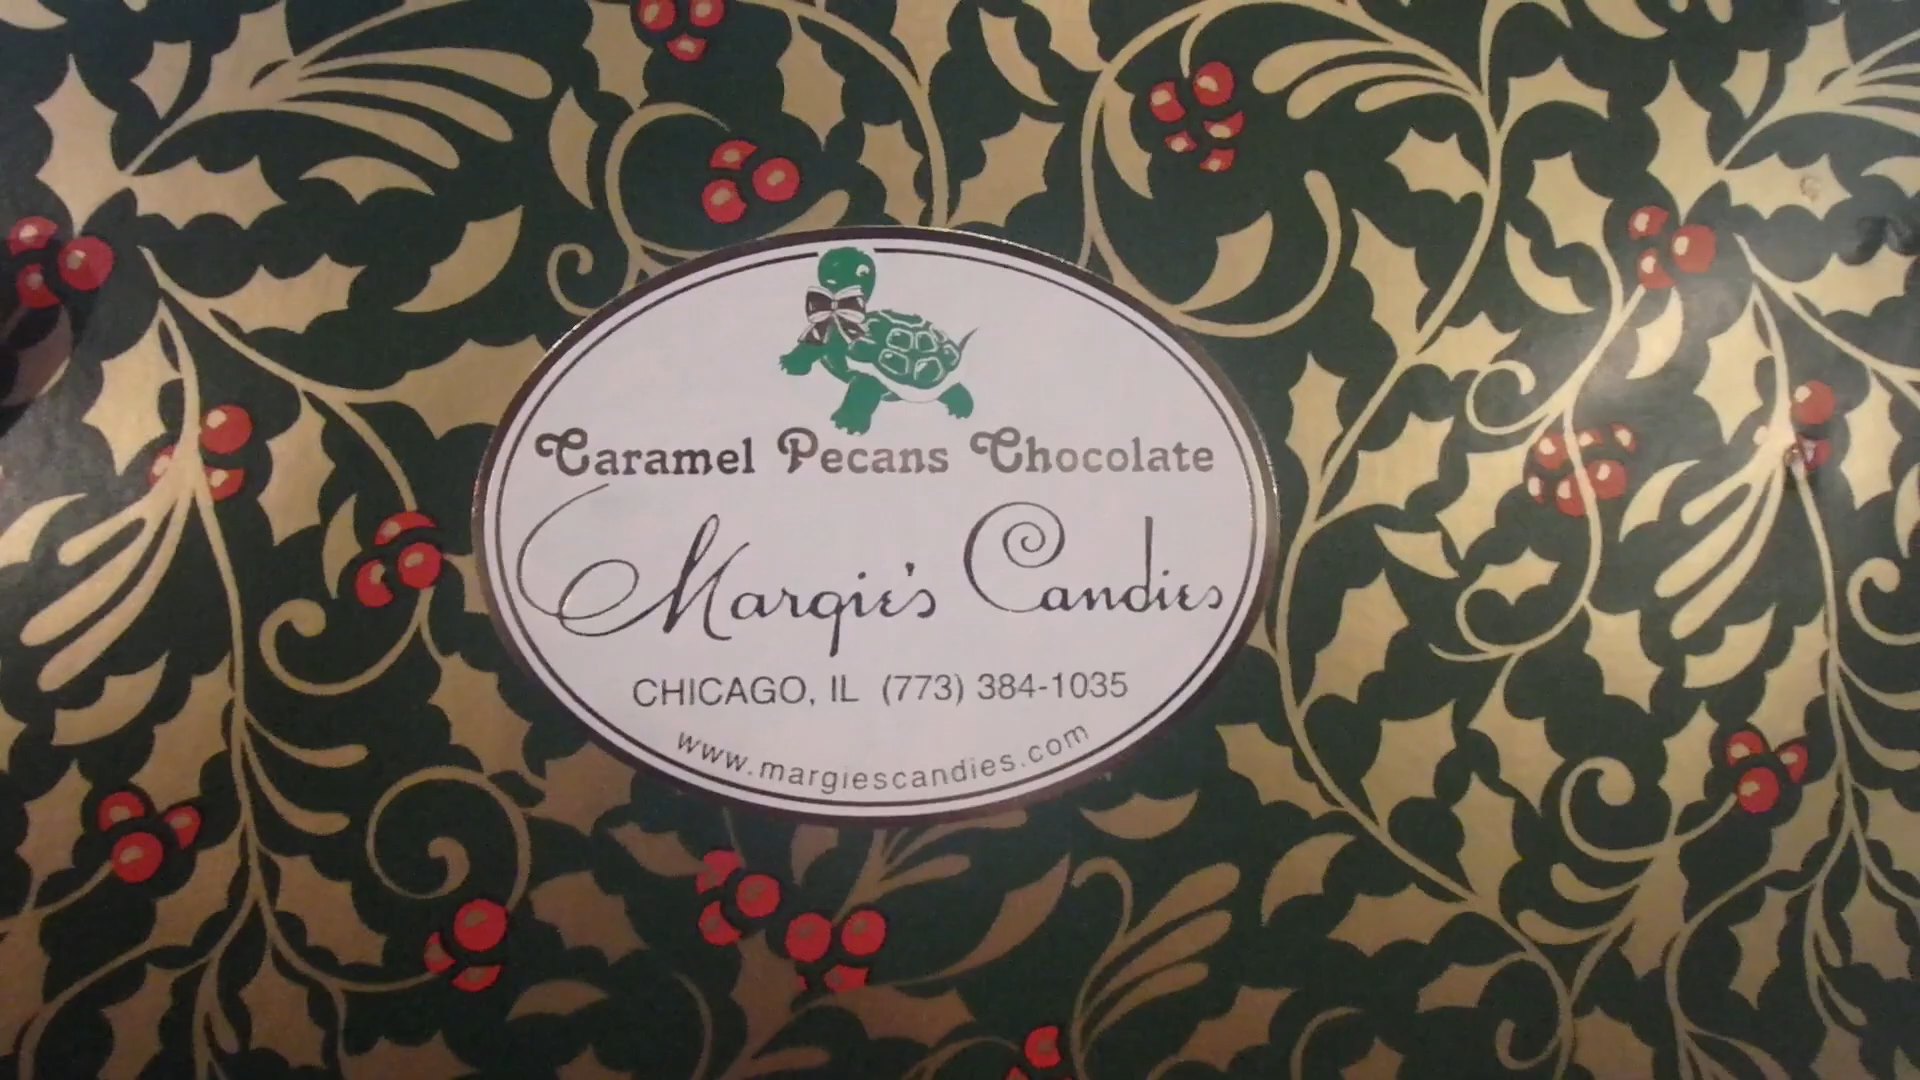 Caramel Pecans Chocolate
Margie's Candies
CHICAGO, IL (773) 384-1035
www.margiescandies.com